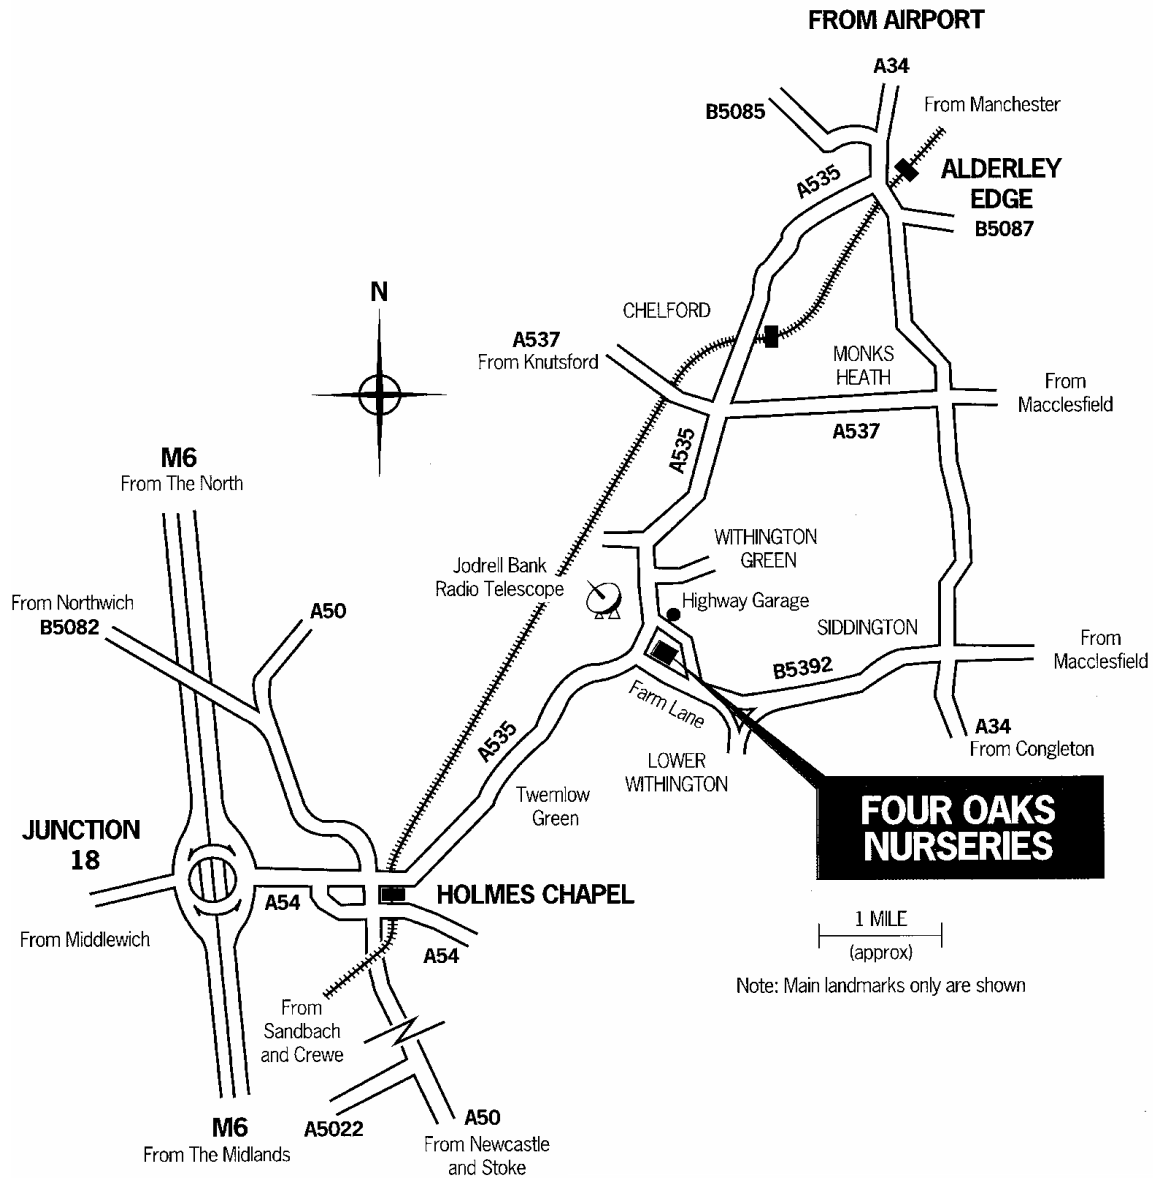 FROM AIRPORT
A34
From Manchester
B5085
ALDERLEY
EDGE
A535
B5087
N
CHELFORD
A537
From Knutsford
MONKS
HEATH
From
Macclesfield
A537
A535
M6
From The North
WITHINGTON
GREEN
Jodrell Bank
Radio Telescope
Highway Garage
From Northwich
B5082
A50
SIDDINGTON
From
Macclesfield
B5392
Farm Lane
A535
A34
From Congleton
LOWER
WITHINGTON
Twemlow
Green
FOUR OAKS
NURSERIES
JUNCTION
18
A54
HOLMES CHAPEL
From Middlewich
A54
1 MILE
(approx)
Note: Main landmarks only are shown
From
Sandbach
and Crewe
M6
From The Midlands
A5022
A50
From Newcastle
and Stoke